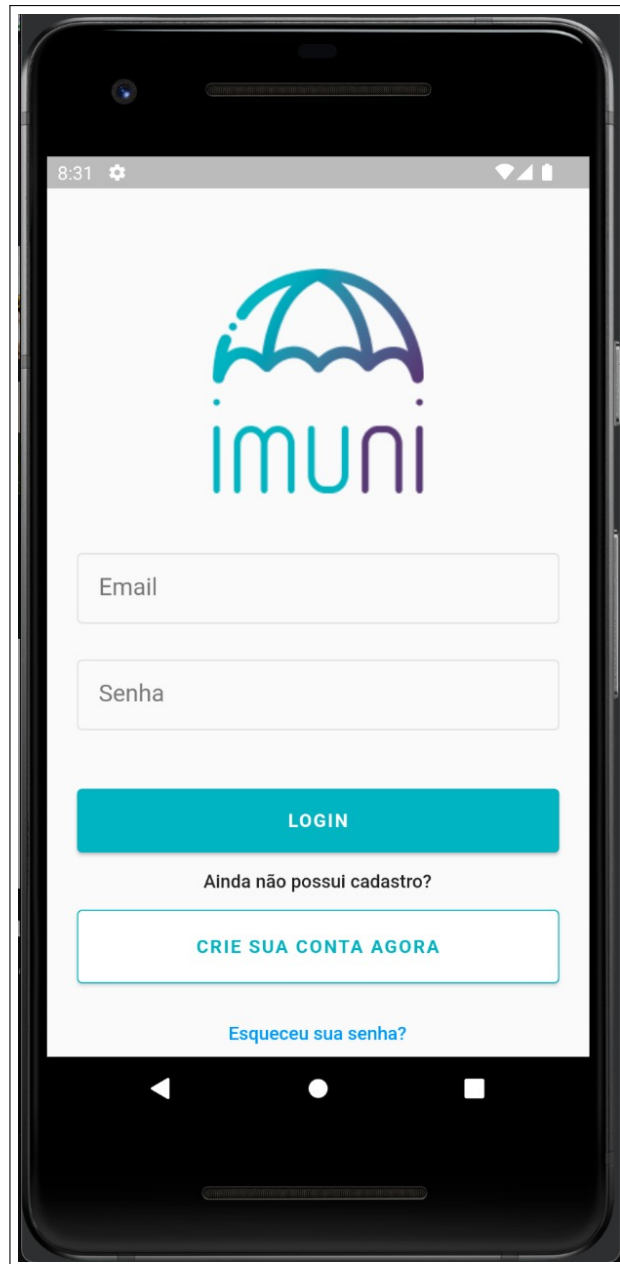 8:31
imuni
Email
Senha
LOGIN
Ainda não possui cadastro?
CRIE SUA CONTA AGORA
Esqueceu sua senha?